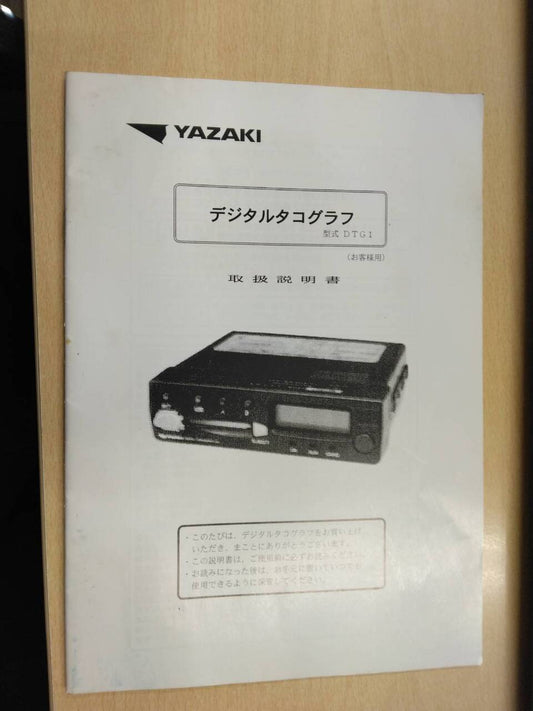 YAZAKI
デジタルタコグラフ
型式 DTG1
(お客様用)
取扱説明書
・このたびは、デジタルタコグラフをお買い上げ
いただき、まことにありがとうございます。
・この説明書は、ご使用前に必ずお読みください。
・お読みになった後は、お手元に置いていつでも
使用できるように保管してください。